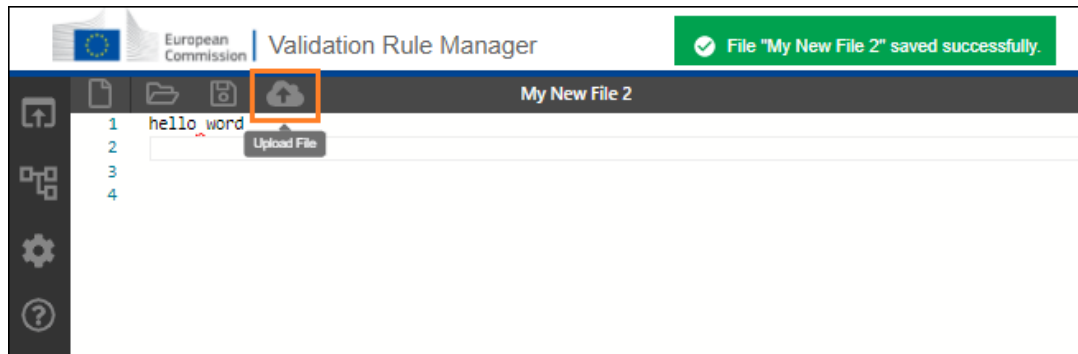 European
Commission
Validation Rule Manager
File "My New File 2" saved successfully.
My New File 2
1 hello word
Upload File
2
3
4